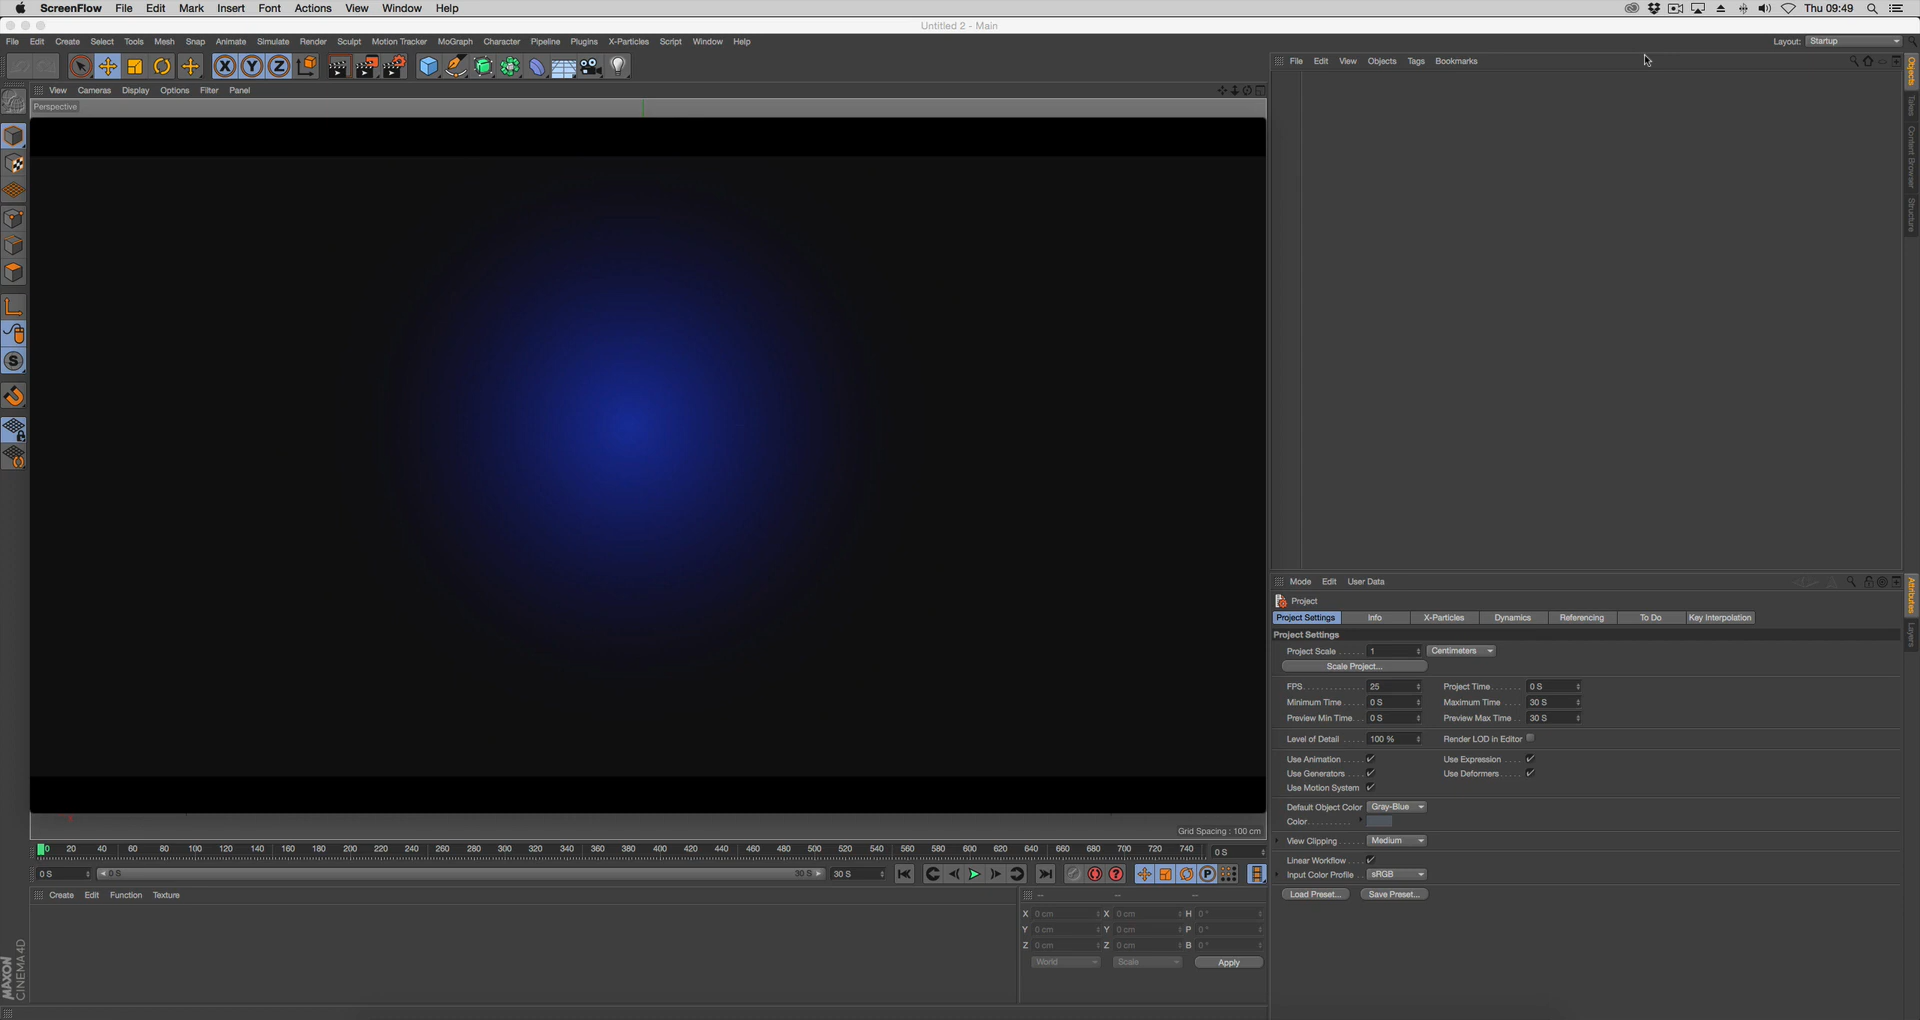 ScreenFlow File Edit Mark Insert Font Actions View Window Help Thu 09:49
Untitled 2 - Main
File Edit Create Select Tools Mesh Snap Animate Simulate Render Sculpt Motion Tracker MoGraph Character Pipeline Plugins X-Particles Script Window Help Layout: Startup
X Y Z
File Edit View Objects Tags Bookmarks
View Cameras Display Options Filter Panel
Perspective
Objects
Takes
Content Browser
Structure
S
Grid Spacing : 100 cm
0 20 40 60 80 100 120 140 160 180 200 220 240 260 280 300 320 340 360 380 400 420 440 460 480 500 520 540 560 580 600 620 640 660 680 700 720 740 0 S
0 S 0 S 30 S 30 S P
Create Edit Function Texture
-- -- --
X 0 cm X 0 cm H 0 °
Y 0 cm Y 0 cm P 0 °
Z 0 cm Z 0 cm B 0 °
World Scale Apply
MAXON
CINEMA 4D
Mode Edit User Data
Attributes
Layers
Project
Project Settings Info X-Particles Dynamics Referencing To Do Key Interpolation
Project Settings
Project Scale . . . . . . 1 Centimeters
Scale Project...
FPS. . . . . . . . . . . . . 25 Project Time. . . . . . . 0 S
Minimum Time . . . . 0 S Maximum Time . . . . 30 S
Preview Min Time. . . 0 S Preview Max Time . . 30 S
Level of Detail . . . . . 100 % Render LOD in Editor
Use Animation . . . . Use Expression . . . .
Use Generators . . . . Use Deformers. . . . .
Use Motion System
Default Object Color Gray-Blue
Color. . . . . . . . . .
View Clipping. . . . . Medium
Linear Workflow . . .
Input Color Profile . . sRGB
Load Preset... Save Preset...